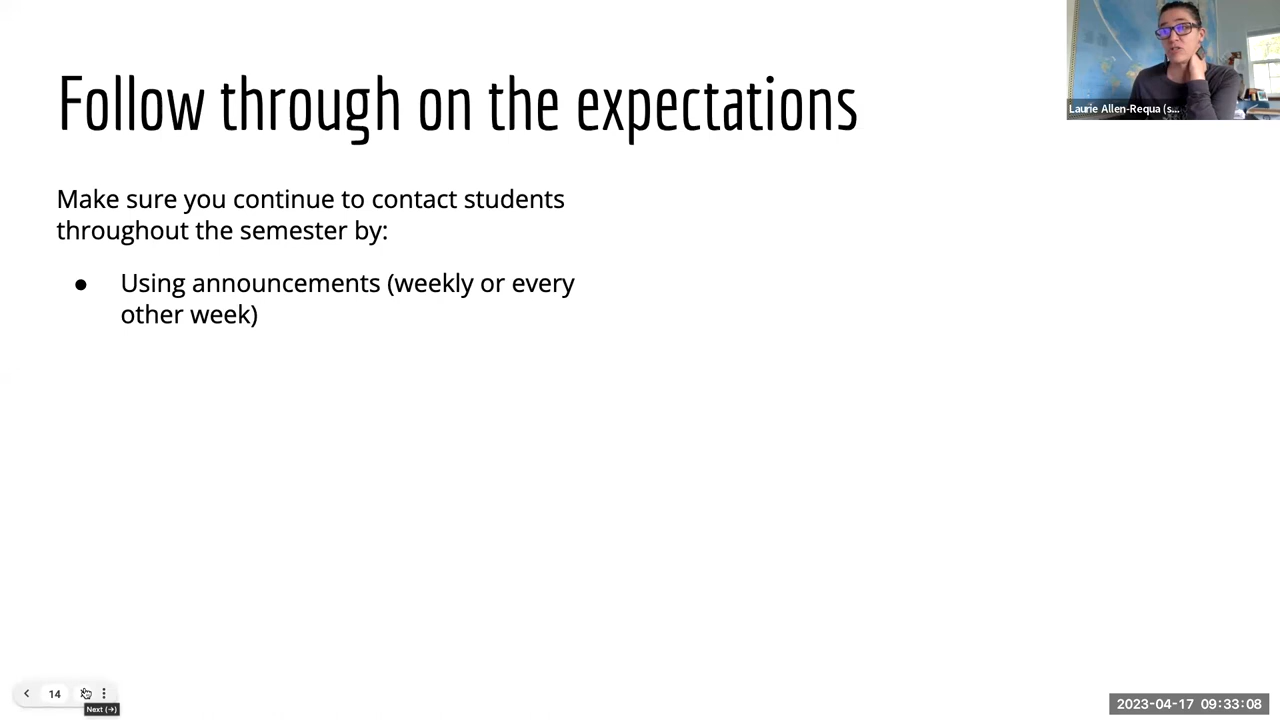 Follow through on the expectations
Laurie Allen-Requa (s...
Make sure you continue to contact students
throughout the semester by:
● Using announcements (weekly or every
other week)
14
Next (→)
2023-04-17 09:33:08